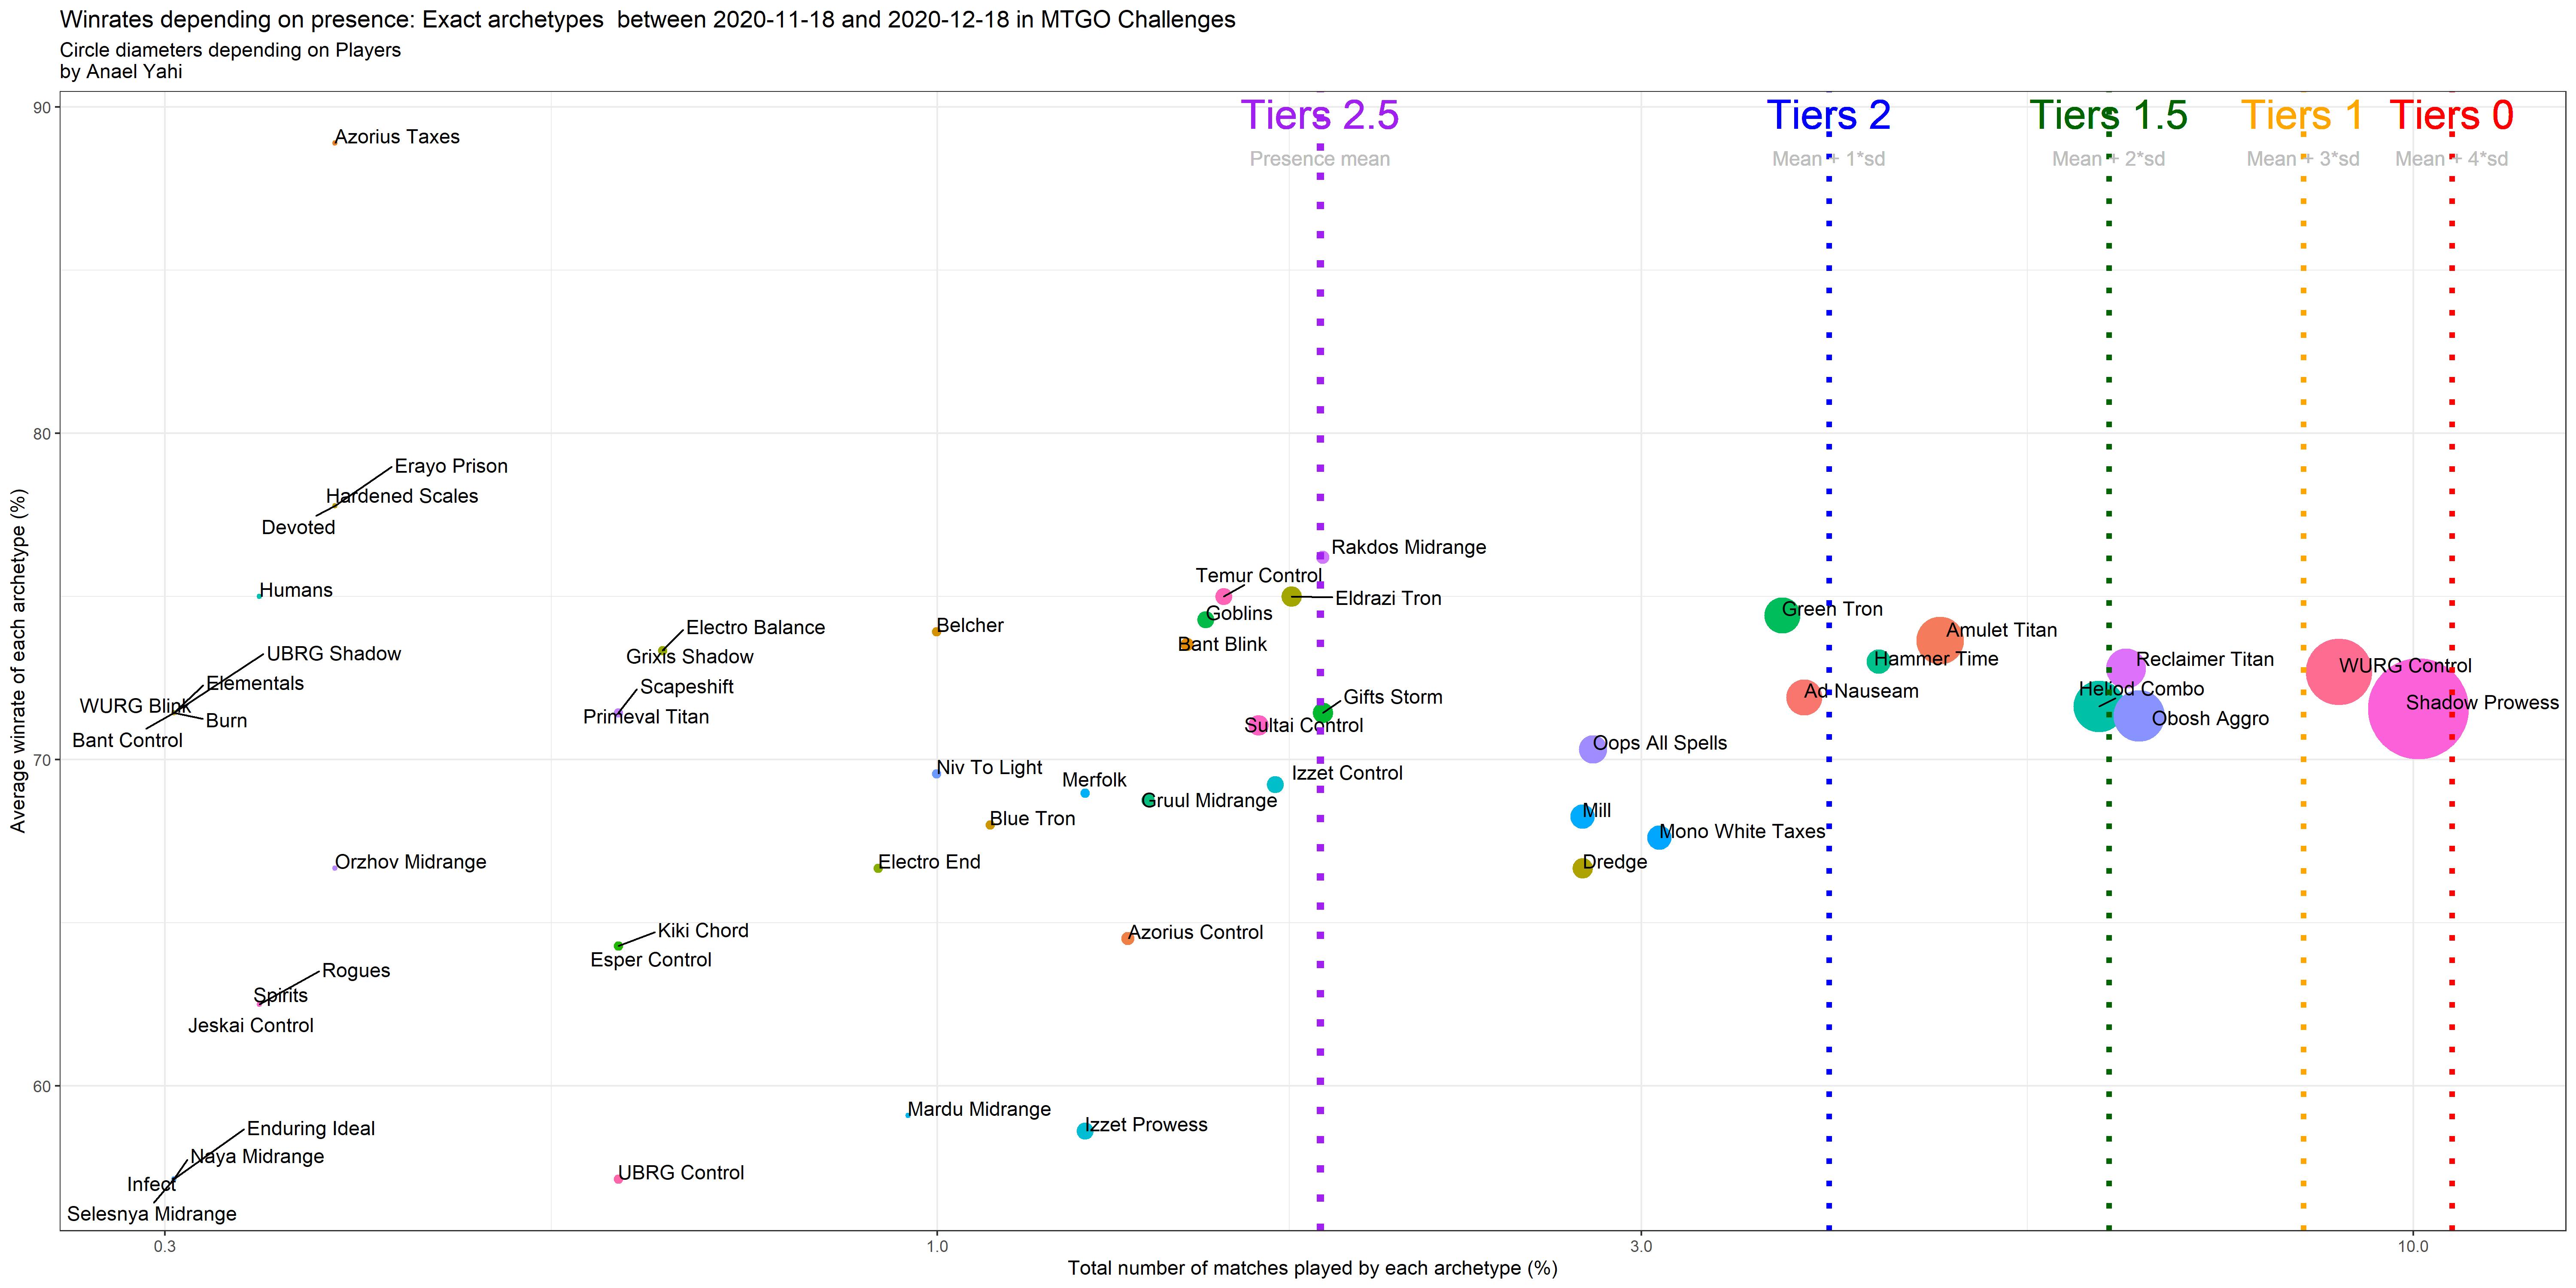 Winrates depending on presence: Exact archetypes  between 2020-11-18 and 2020-12-18 in MTGO Challenges
Circle diameters depending on Players
by Anael Yahi
Tiers 2.5
Tiers 2
Tiers 1.5
Tiers 1
Tiers 0
Presence mean
Mean + 1*sd
Mean + 2*sd
Mean + 3*sd
Mean + 4*sd
90
80
70
60
Average winrate of each archetype (%)
Azorius Taxes
Erayo Prison
Hardened Scales
Devoted
Humans
UBRG Shadow
Elementals
WURG Blink
Burn
Bant Control
Electro Balance
Grixis Shadow
Scapeshift
Primeval Titan
Belcher
Niv To Light
Merfolk
Blue Tron
Gruul Midrange
Orzhov Midrange
Electro End
Kiki Chord
Esper Control
Azorius Control
Rogues
Spirits
Jeskai Control
Mardu Midrange
Izzet Prowess
Enduring Ideal
Naya Midrange
Infect
Selesnya Midrange
UBRG Control
Rakdos Midrange
Temur Control
Eldrazi Tron
Goblins
Bant Blink
Gifts Storm
Sultai Control
Izzet Control
Oops All Spells
Mill
Mono White Taxes
Dredge
Green Tron
Amulet Titan
Hammer Time
Ad Nauseam
Reclaimer Titan
Heliod Combo
Obosh Aggro
WURG Control
Shadow Prowess
0.3
1.0
3.0
10.0
Total number of matches played by each archetype (%)